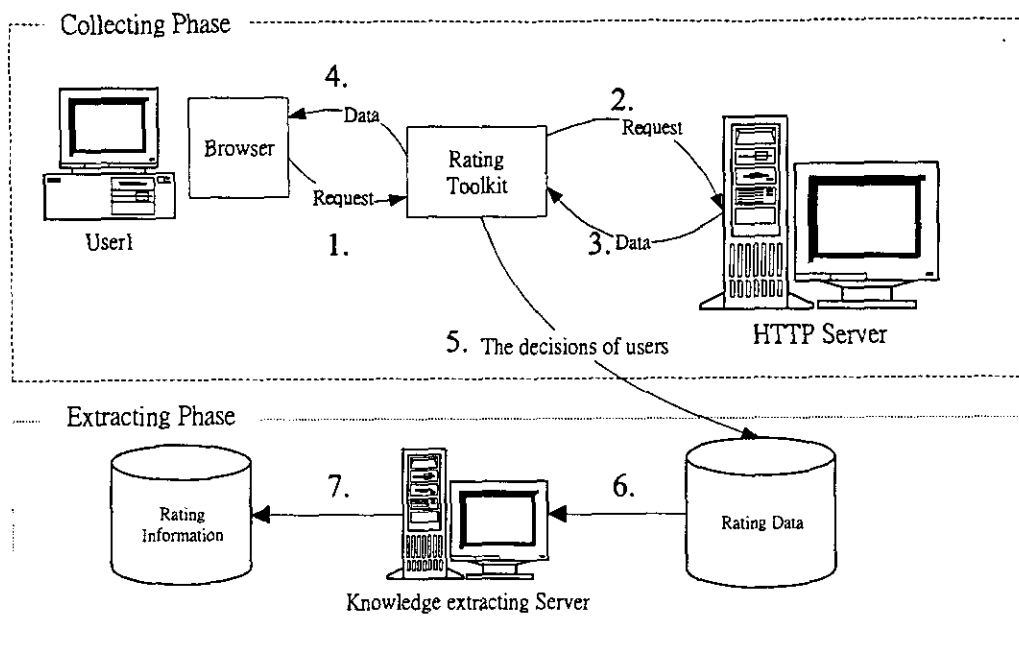 Collecting Phase
4.
Data
2.
Request
Browser
Rating
Toolkit
Request
User1
1.
3.
Data
HTTP Server
5. The decisions of users
Extracting Phase
7.
6.
Rating
Information
Rating Data
Knowledge extracting Server